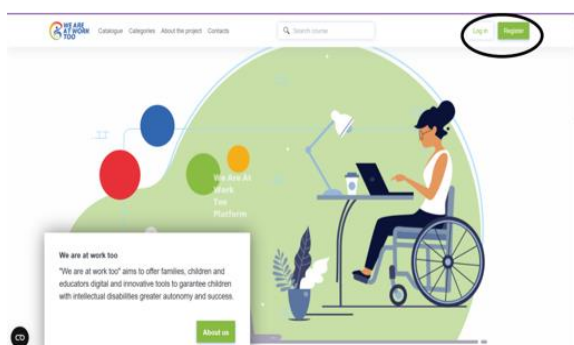 WE ARE
AT WORK
TOO
Catalogue Categories About the project Contacts
Log in
Register
We Are At
Work
Too
Platform
We are at work too
"We are at work too" aims to offer families, children and
educators digital and innovative tools to garantee children
with intellectual disabilities greater autonomy and success.
About us